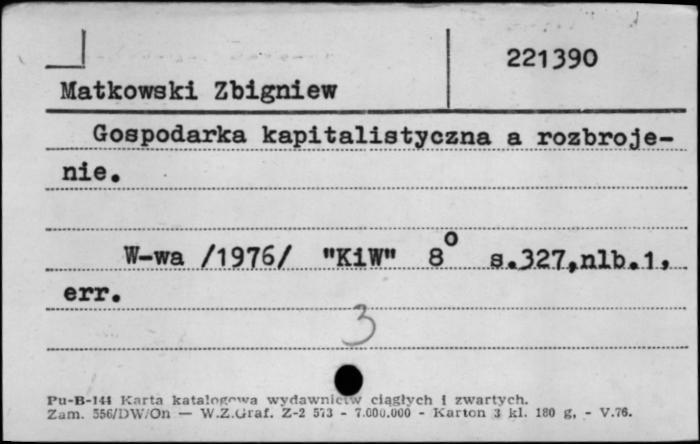 221390
Matkowski Zbigniew
Gospodarka kapitalistyczna a rozbroje-
nie.
W-wa /1976/ "KiW" 8° s.327,nlb.1,
err.
3
Pu-B-144 Karta katalogowa wydawnictw ciągłych i zwartych.
Zam. 556/DW/On — W.Z.Graf. Z-2 573 - 7.000.000 - Karton 3 kl. 180 g, - V.76.